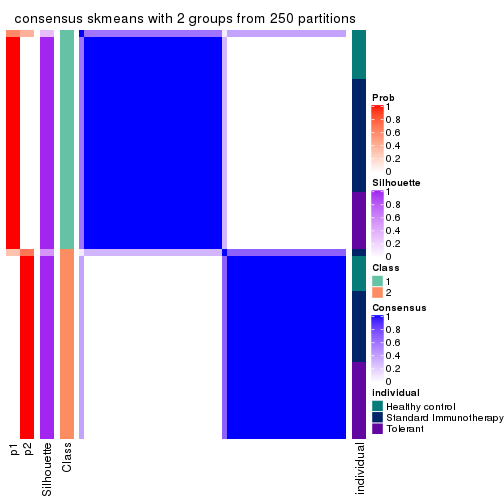 consensus skmeans with 2 groups from 250 partitions
Prob
1
0.8
0.6
0.4
0.2
0
Silhouette
1
0.8
0.6
0.4
0.2
0
Class
1
2
Consensus
1
0.8
0.6
0.4
0.2
0
individual
Healthy control
Standard Immunotherapy
Tolerant
p1
p2
Silhouette
Class
individual